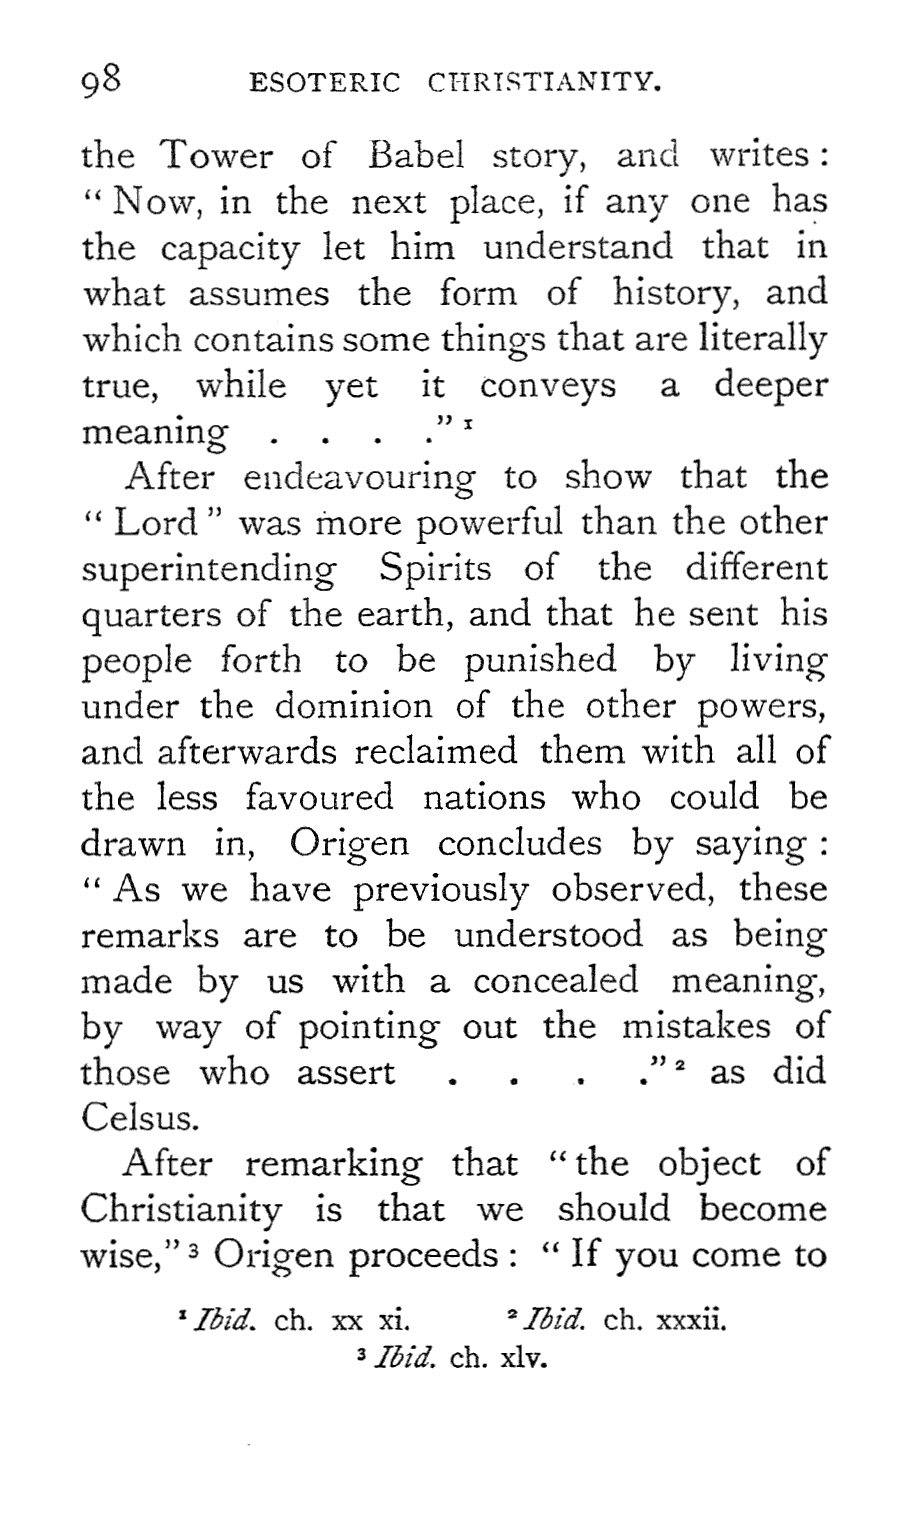 98 ESOTERIC CHRISTIANITY.
the Tower of Babel story, and writes :
“ Now, in the next place, if any one has
the capacity let him understand that in
what assumes the form of history, and
which contains some things that are literally
true, while yet it conveys a deeper
meaning . . . .” ¹
After endeavouring to show that the
“ Lord ” was more powerful than the other
superintending Spirits of the different
quarters of the earth, and that he sent his
people forth to be punished by living
under the dominion of the other powers,
and afterwards reclaimed them with all of
the less favoured nations who could be
drawn in, Origen concludes by saying :
“ As we have previously observed, these
remarks are to be understood as being
made by us with a concealed meaning,
by way of pointing out the mistakes of
those who assert . . . .” ² as did
Celsus.
After remarking that “ the object of
Christianity is that we should become
wise,” ³ Origen proceeds : “ If you come to
¹ Ibid. ch. xx xi. ² Ibid. ch. xxxii.
³ Ibid. ch. xlv.